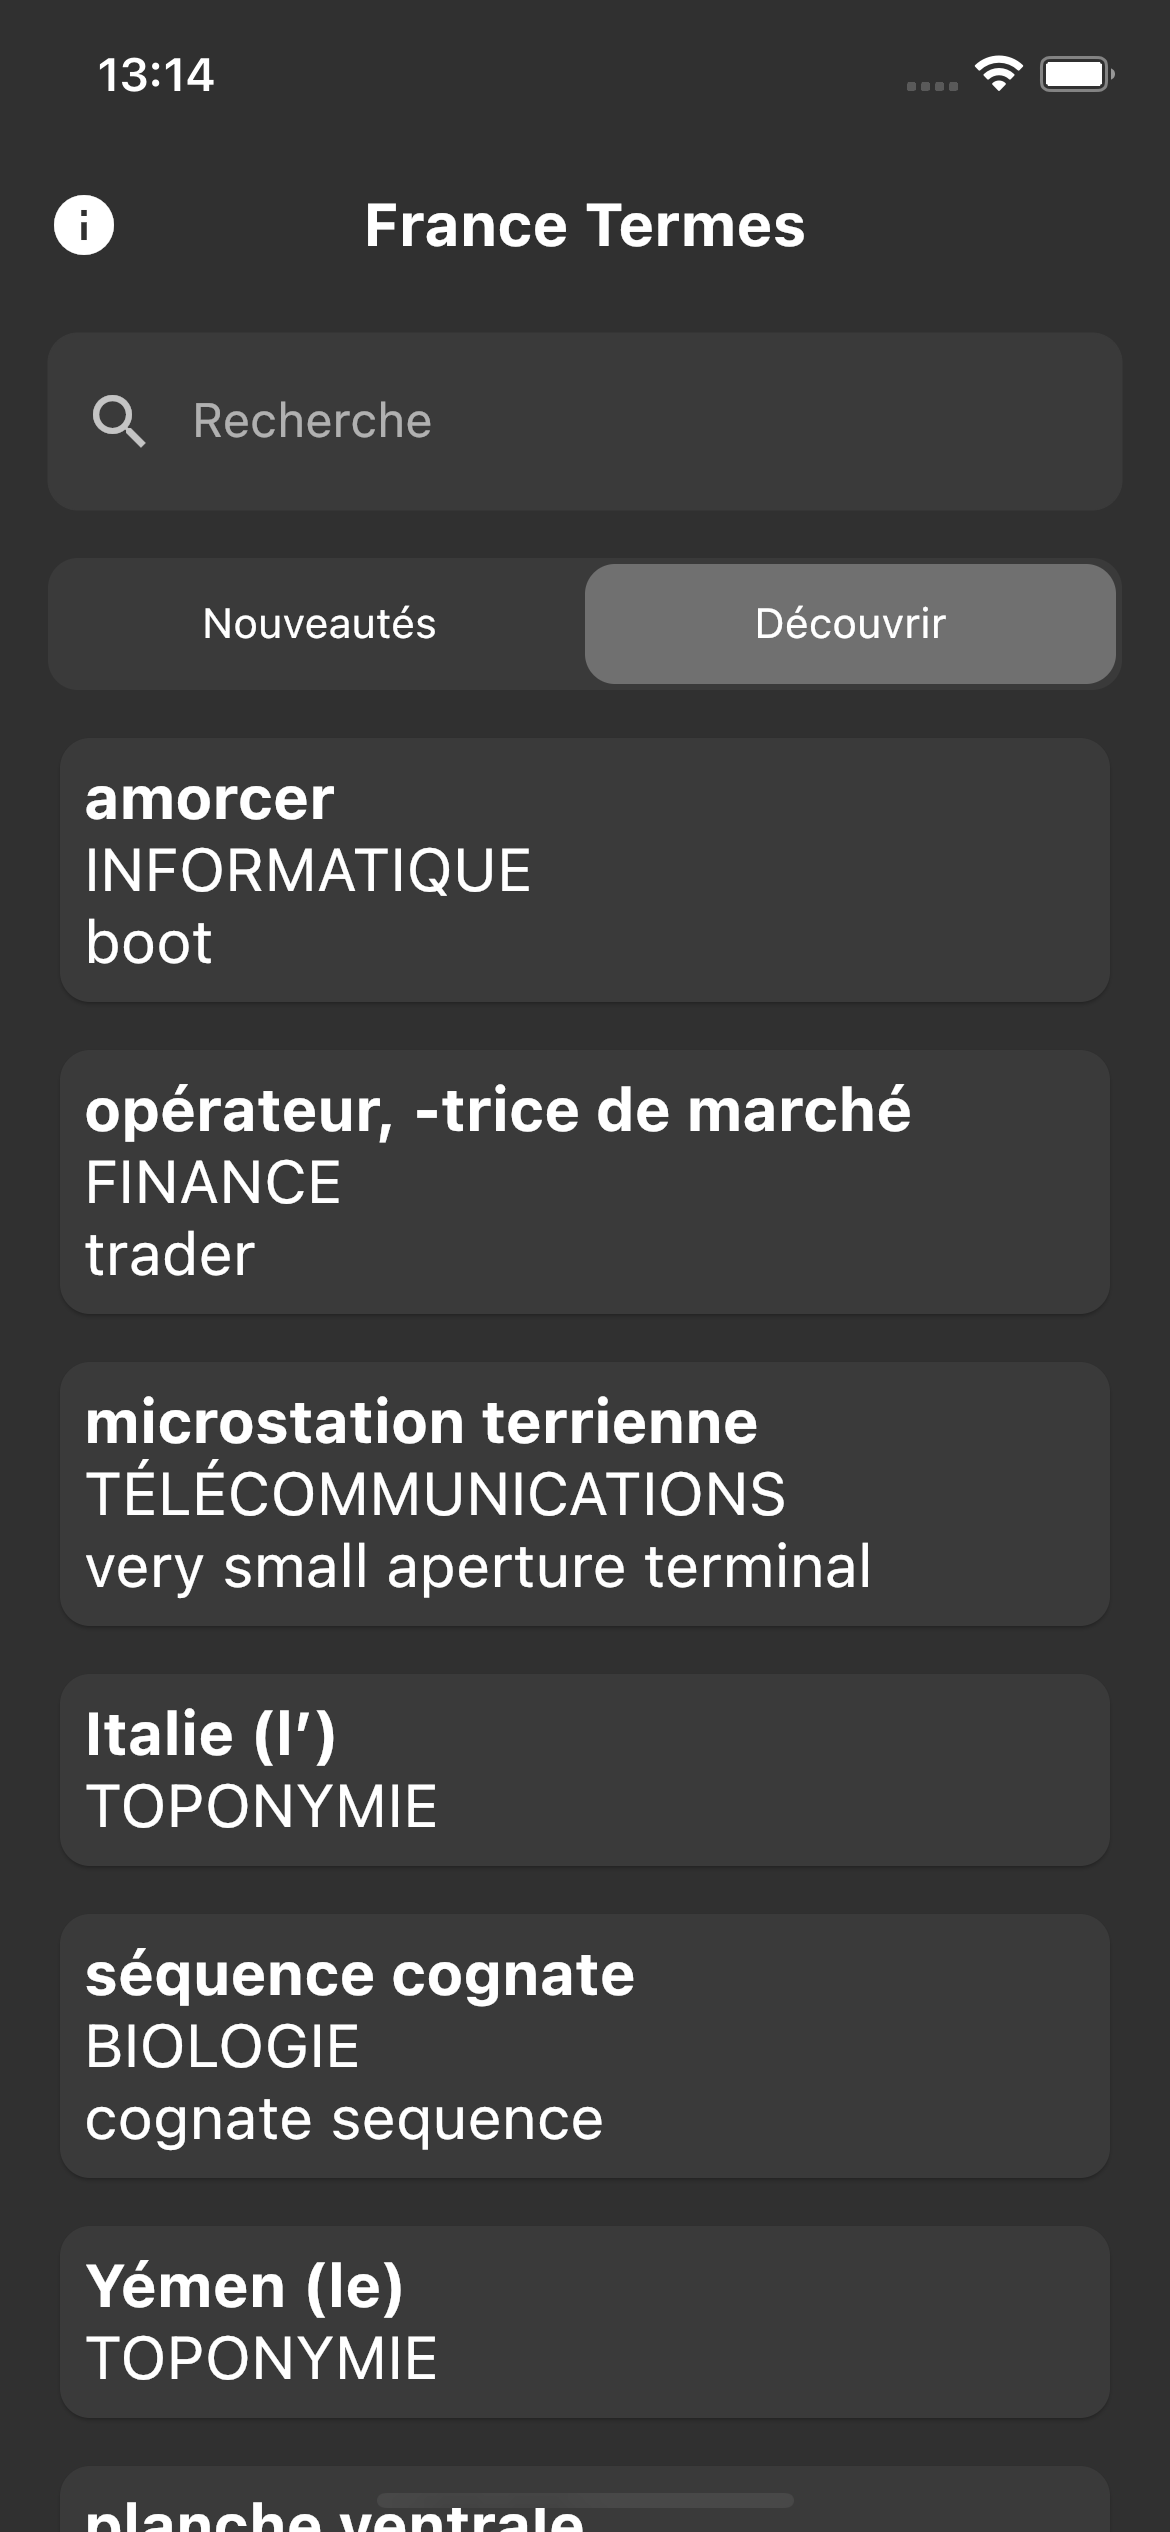 13:14
France Termes
Recherche
Nouveautés
Découvrir
amorcer
INFORMATIQUE
boot
opérateur, -trice de marché
FINANCE
trader
microstation terrienne
TÉLÉCOMMUNICATIONS
very small aperture terminal
Italie (l’)
TOPONYMIE
séquence cognate
BIOLOGIE
cognate sequence
Yémen (le)
TOPONYMIE
planche ventrale